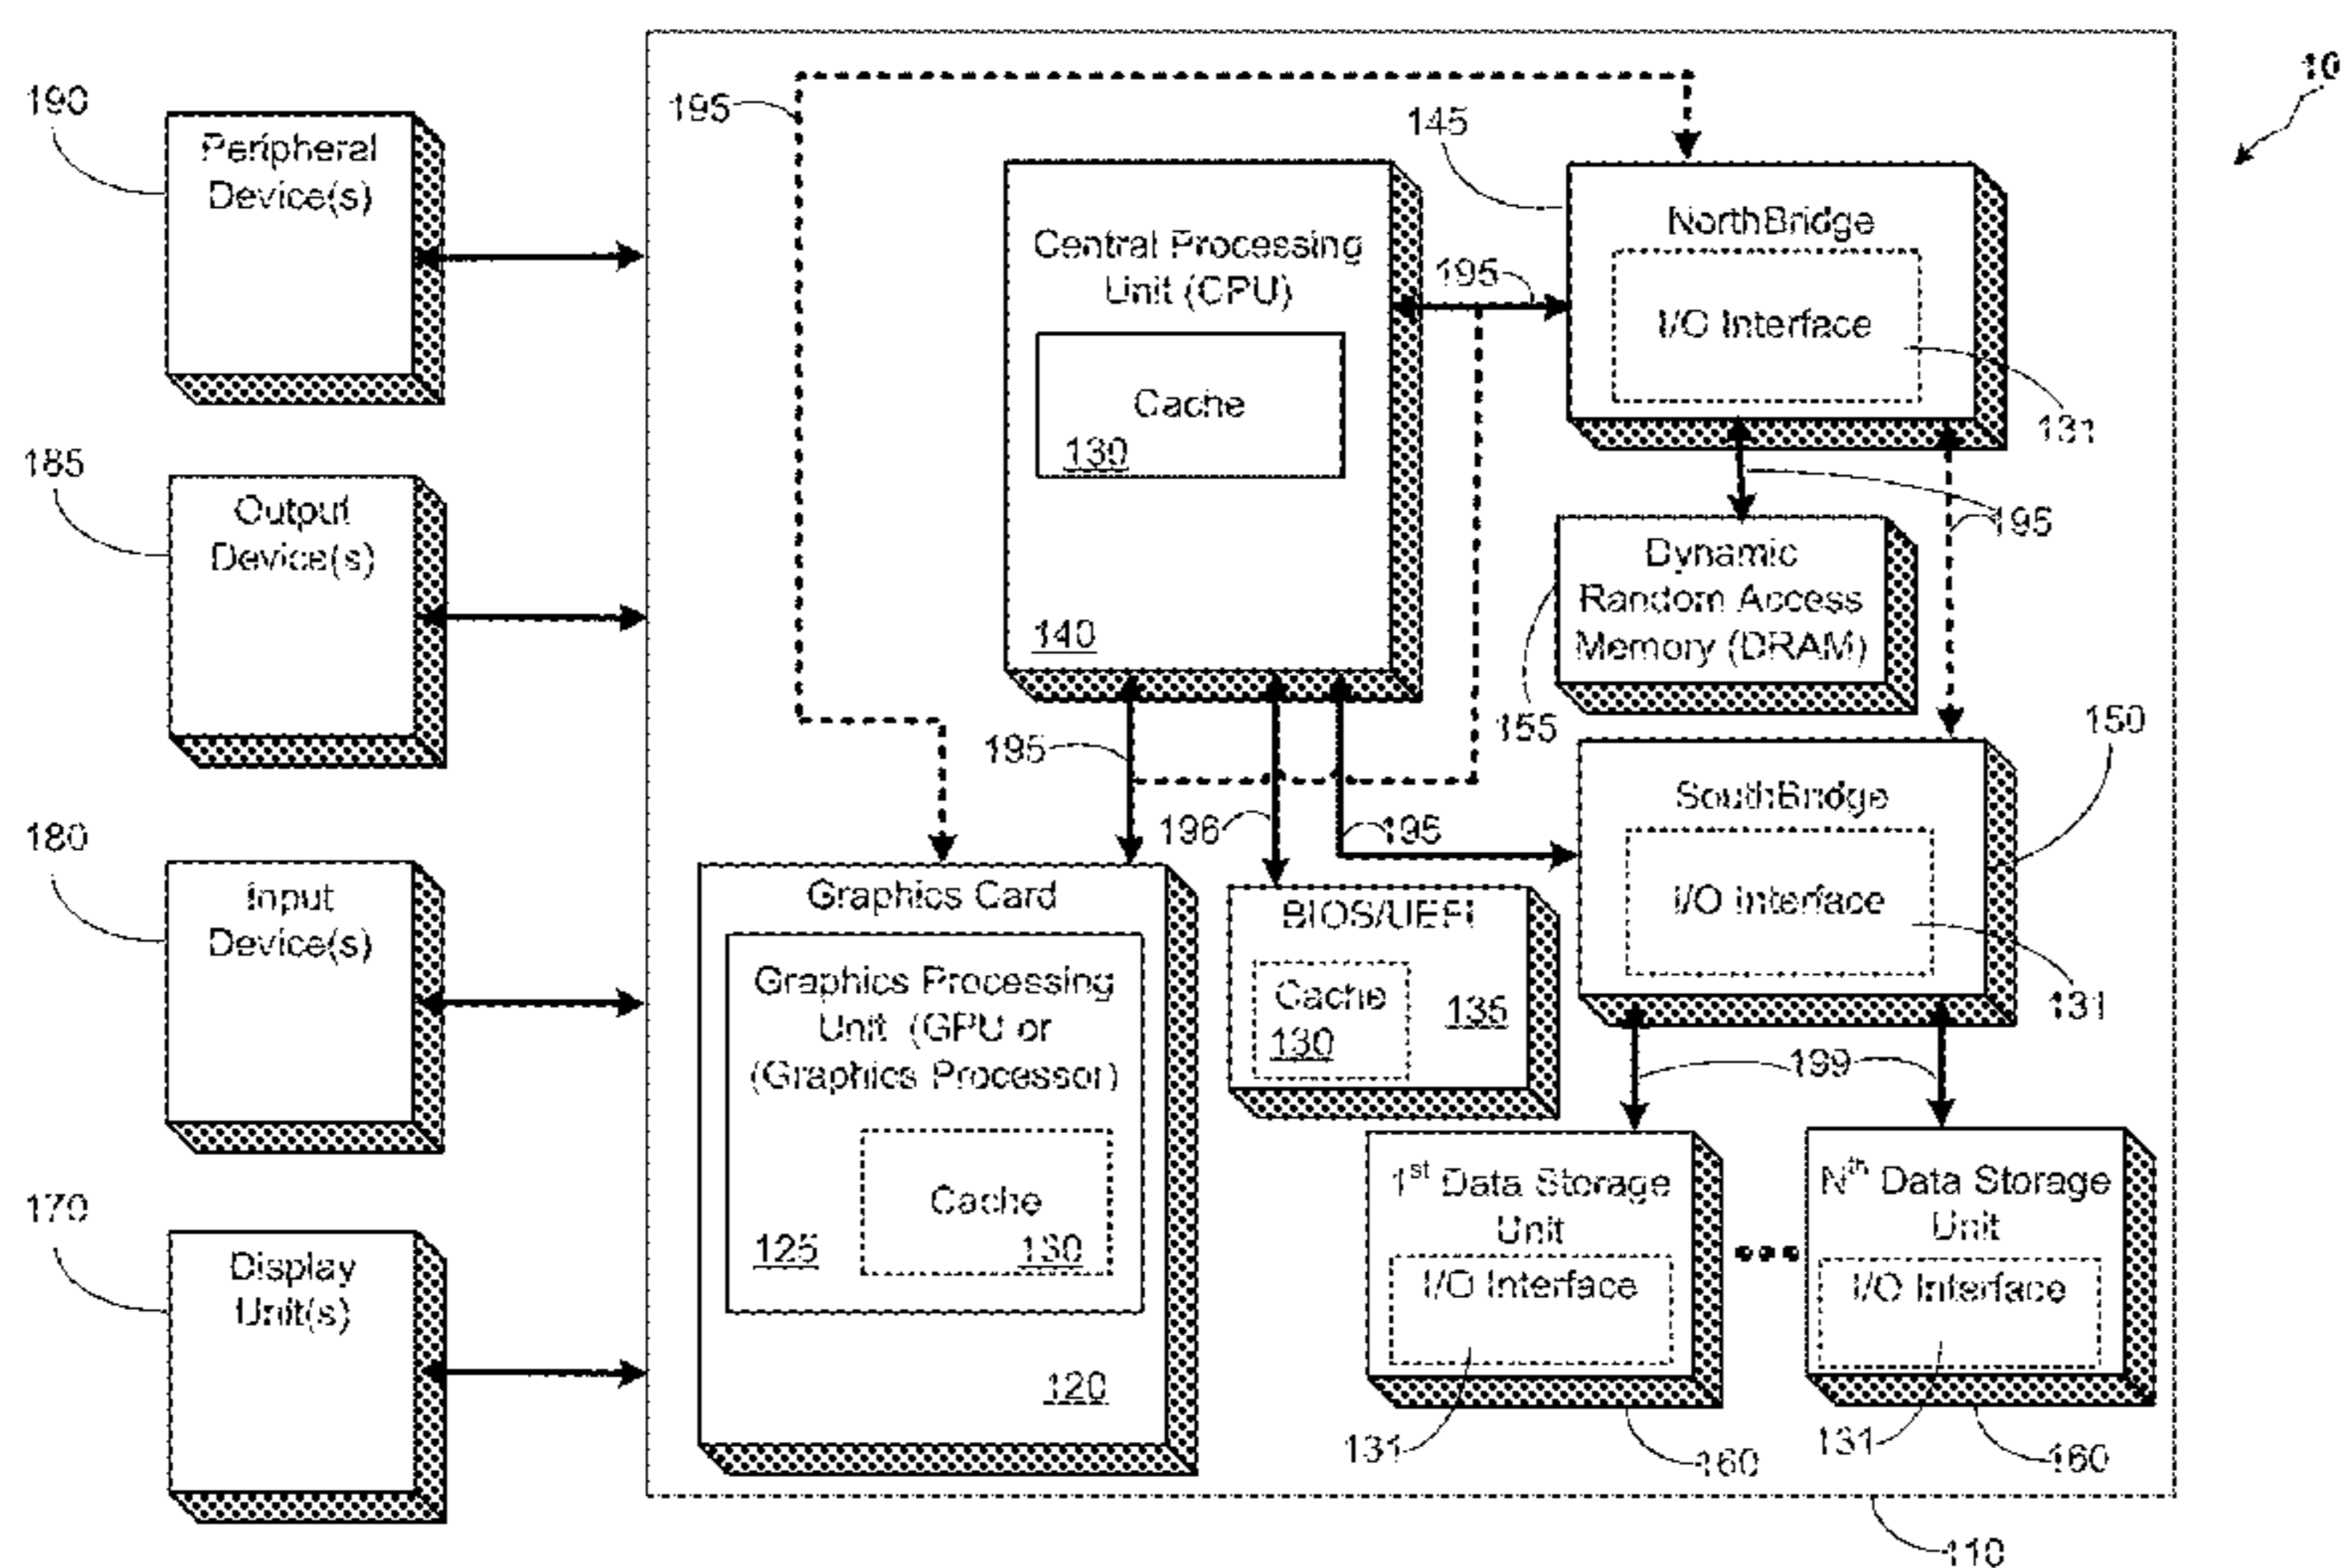 10
190
Peripheral
Device(s)
185
Output
Device(s)
180
Input
Device(s)
170
Display
Unit(s)
195
Central Processing
Unit (CPU)
Cache
130
140
145
NorthBridge
I/O Interface
131
195
195
Dynamic
Random Access
Memory (DRAM)
155
150
SouthBridge
I/O Interface
131
195
196
195
Graphics Card
Graphics Processing
Unit (GPU or
(Graphics Processor)
Cache
130
125
120
BIOS/UEFI
Cache
130
135
199
1st Data Storage
Unit
I/O Interface
131
160
Nth Data Storage
Unit
I/O Interface
131
160
110